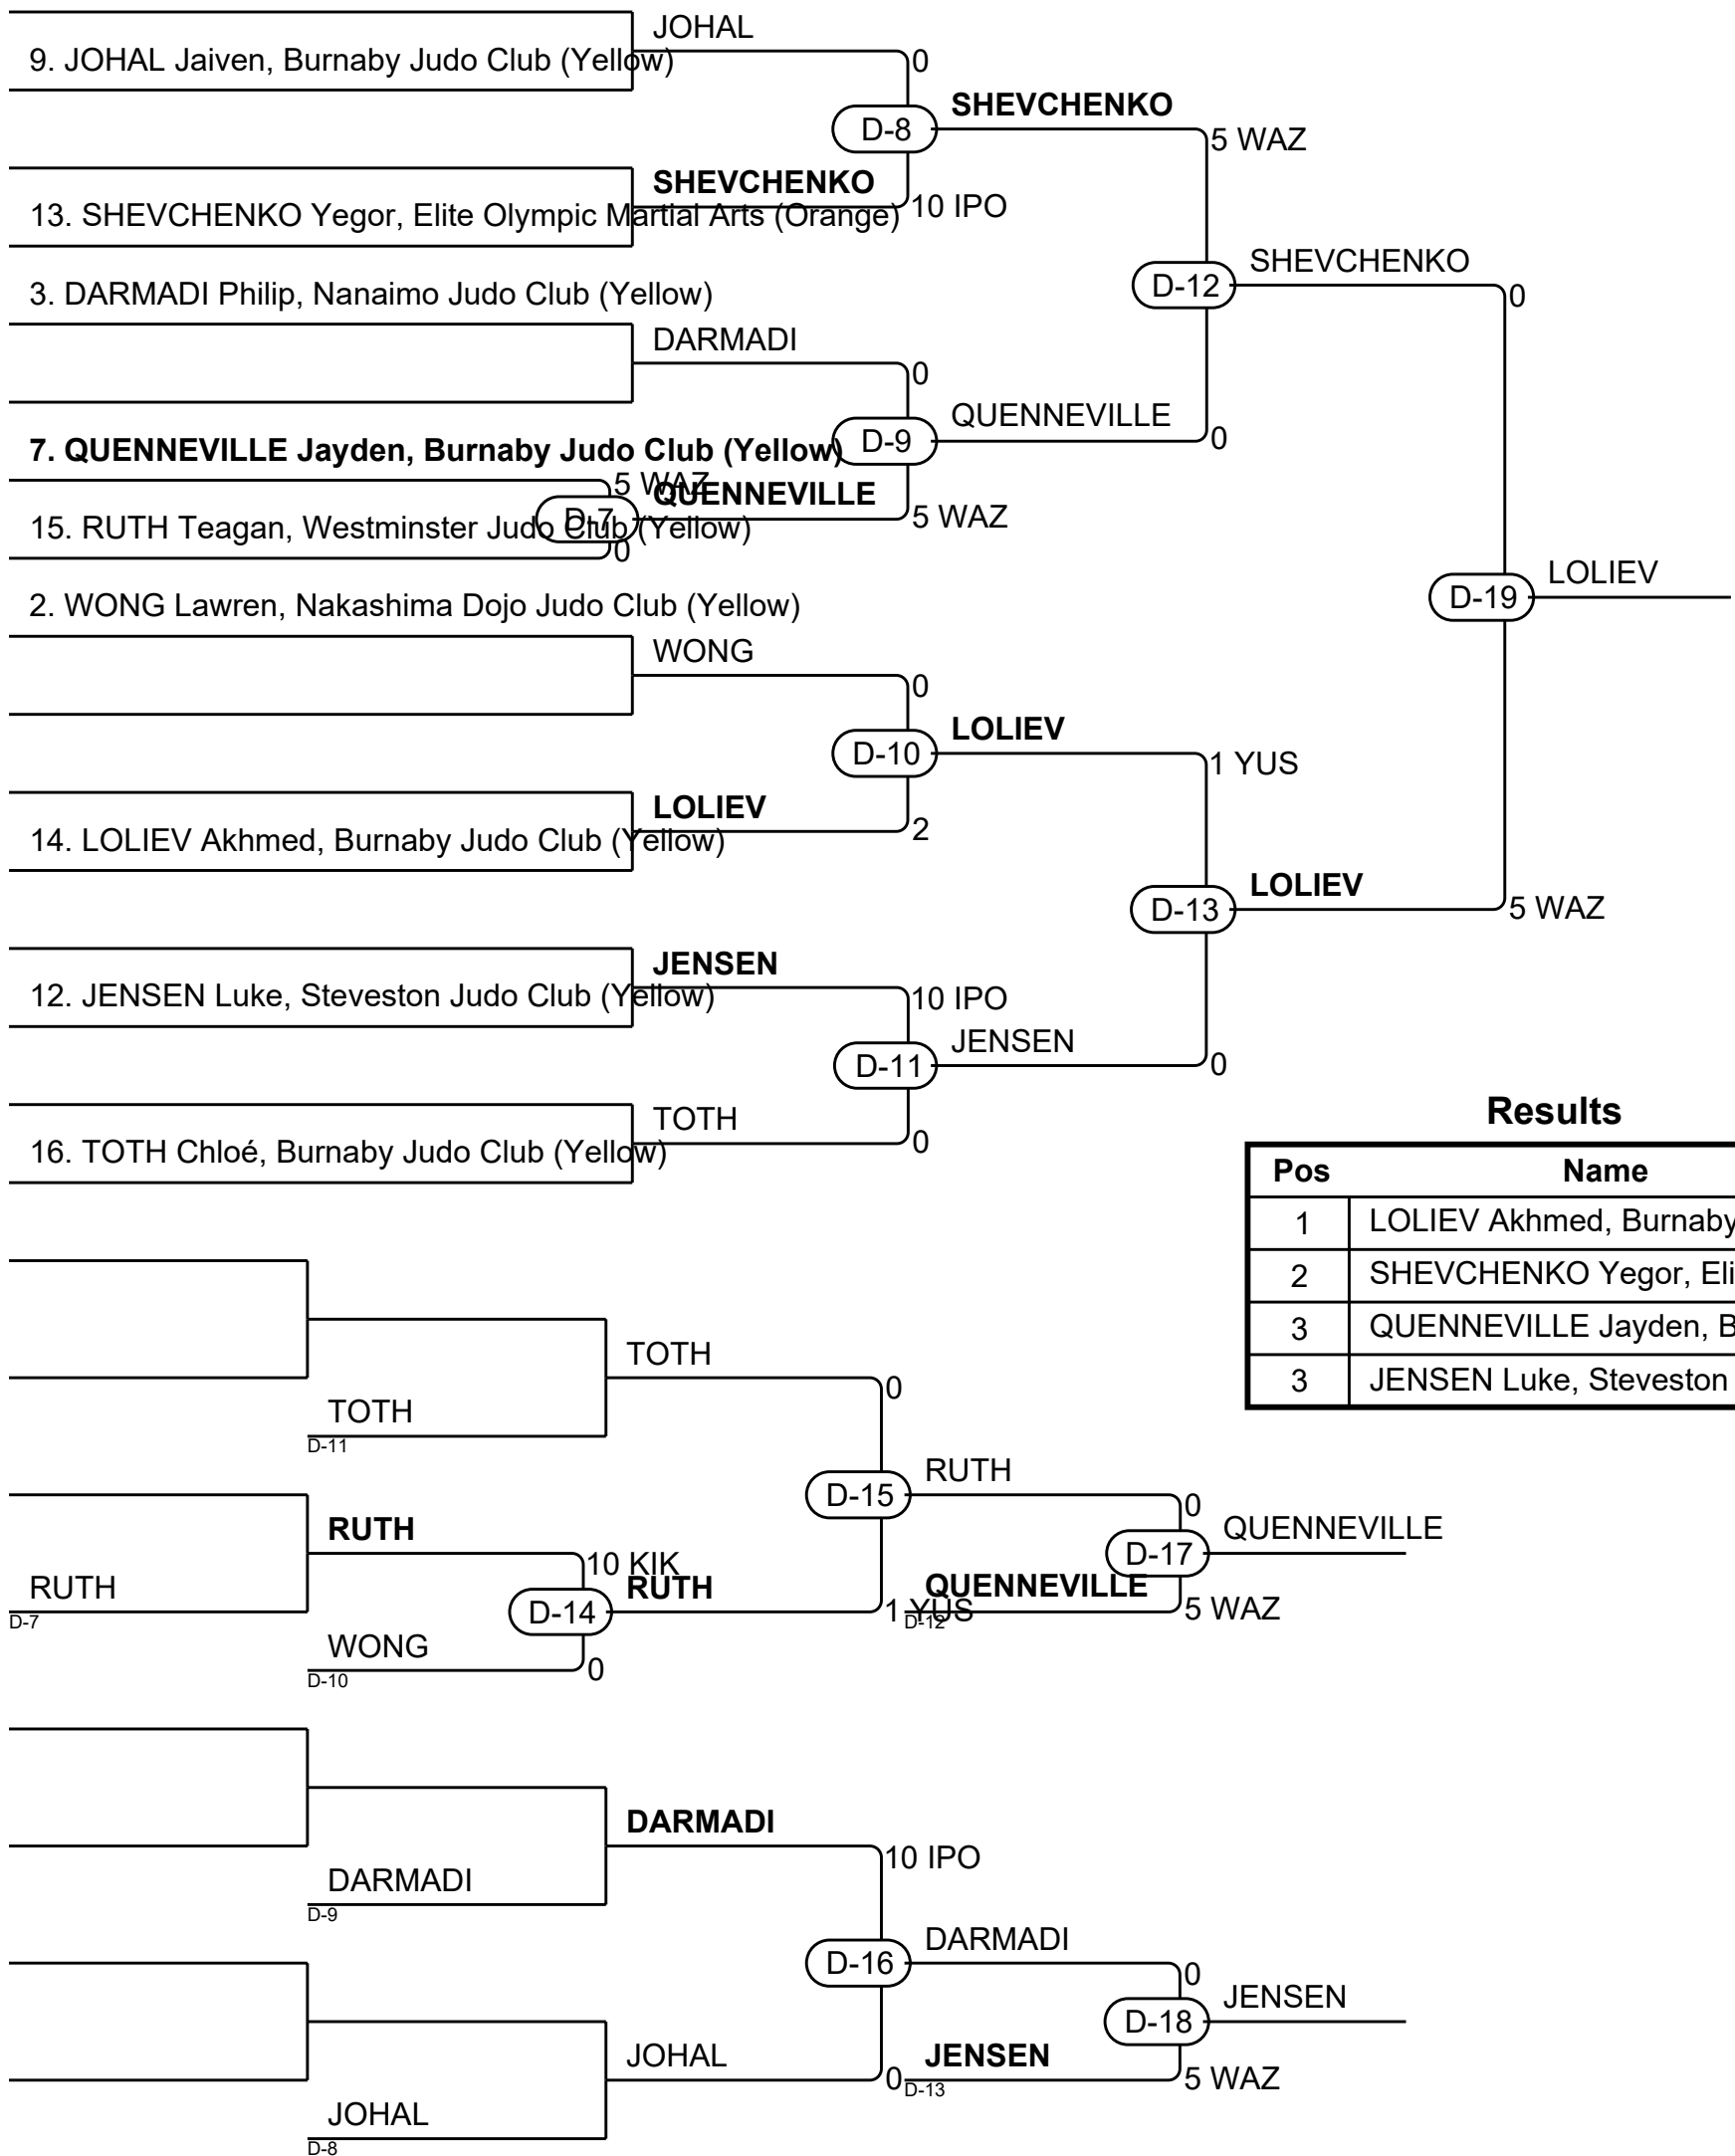 JOHAL
9. JOHAL Jaiven, Burnaby Judo Club (Yellow)
0
SHEVCHENKO
D-8
5 WAZ
SHEVCHENKO
10 IPO
13. SHEVCHENKO Yegor, Elite Olympic Martial Arts (Orange)
SHEVCHENKO
D-12
0
3. DARMADI Philip, Nanaimo Judo Club (Yellow)
DARMADI
0
QUENNEVILLE
D-9
0
7. QUENNEVILLE Jayden, Burnaby Judo Club (Yellow)
5 WAZ
QUENNEVILLE
D-7
5 WAZ
15. RUTH Teagan, Westminster Judo Club (Yellow)
0
LOLIEV
D-19
2. WONG Lawren, Nakashima Dojo Judo Club (Yellow)
WONG
0
LOLIEV
D-10
1 YUS
LOLIEV
2
14. LOLIEV Akhmed, Burnaby Judo Club (Yellow)
LOLIEV
D-13
5 WAZ
JENSEN
12. JENSEN Luke, Steveston Judo Club (Yellow)
10 IPO
JENSEN
D-11
0
TOTH
0
16. TOTH Chloé, Burnaby Judo Club (Yellow)
Results
Pos Name
1 LOLIEV Akhmed, Burnaby
2 SHEVCHENKO Yegor, Eli
3 QUENNEVILLE Jayden, B
3 JENSEN Luke, Steveston
TOTH
0
TOTH
D-11
RUTH
D-15
0
RUTH
10 KIK
QUENNEVILLE
D-17
RUTH
D-7
RUTH
D-14
1 YUS
QUENNEVILLE
D-12
5 WAZ
WONG
D-10
0
DARMADI
10 IPO
DARMADI
D-9
DARMADI
D-16
0
JENSEN
D-18
JOHAL
0
JENSEN
D-13
5 WAZ
JOHAL
D-8